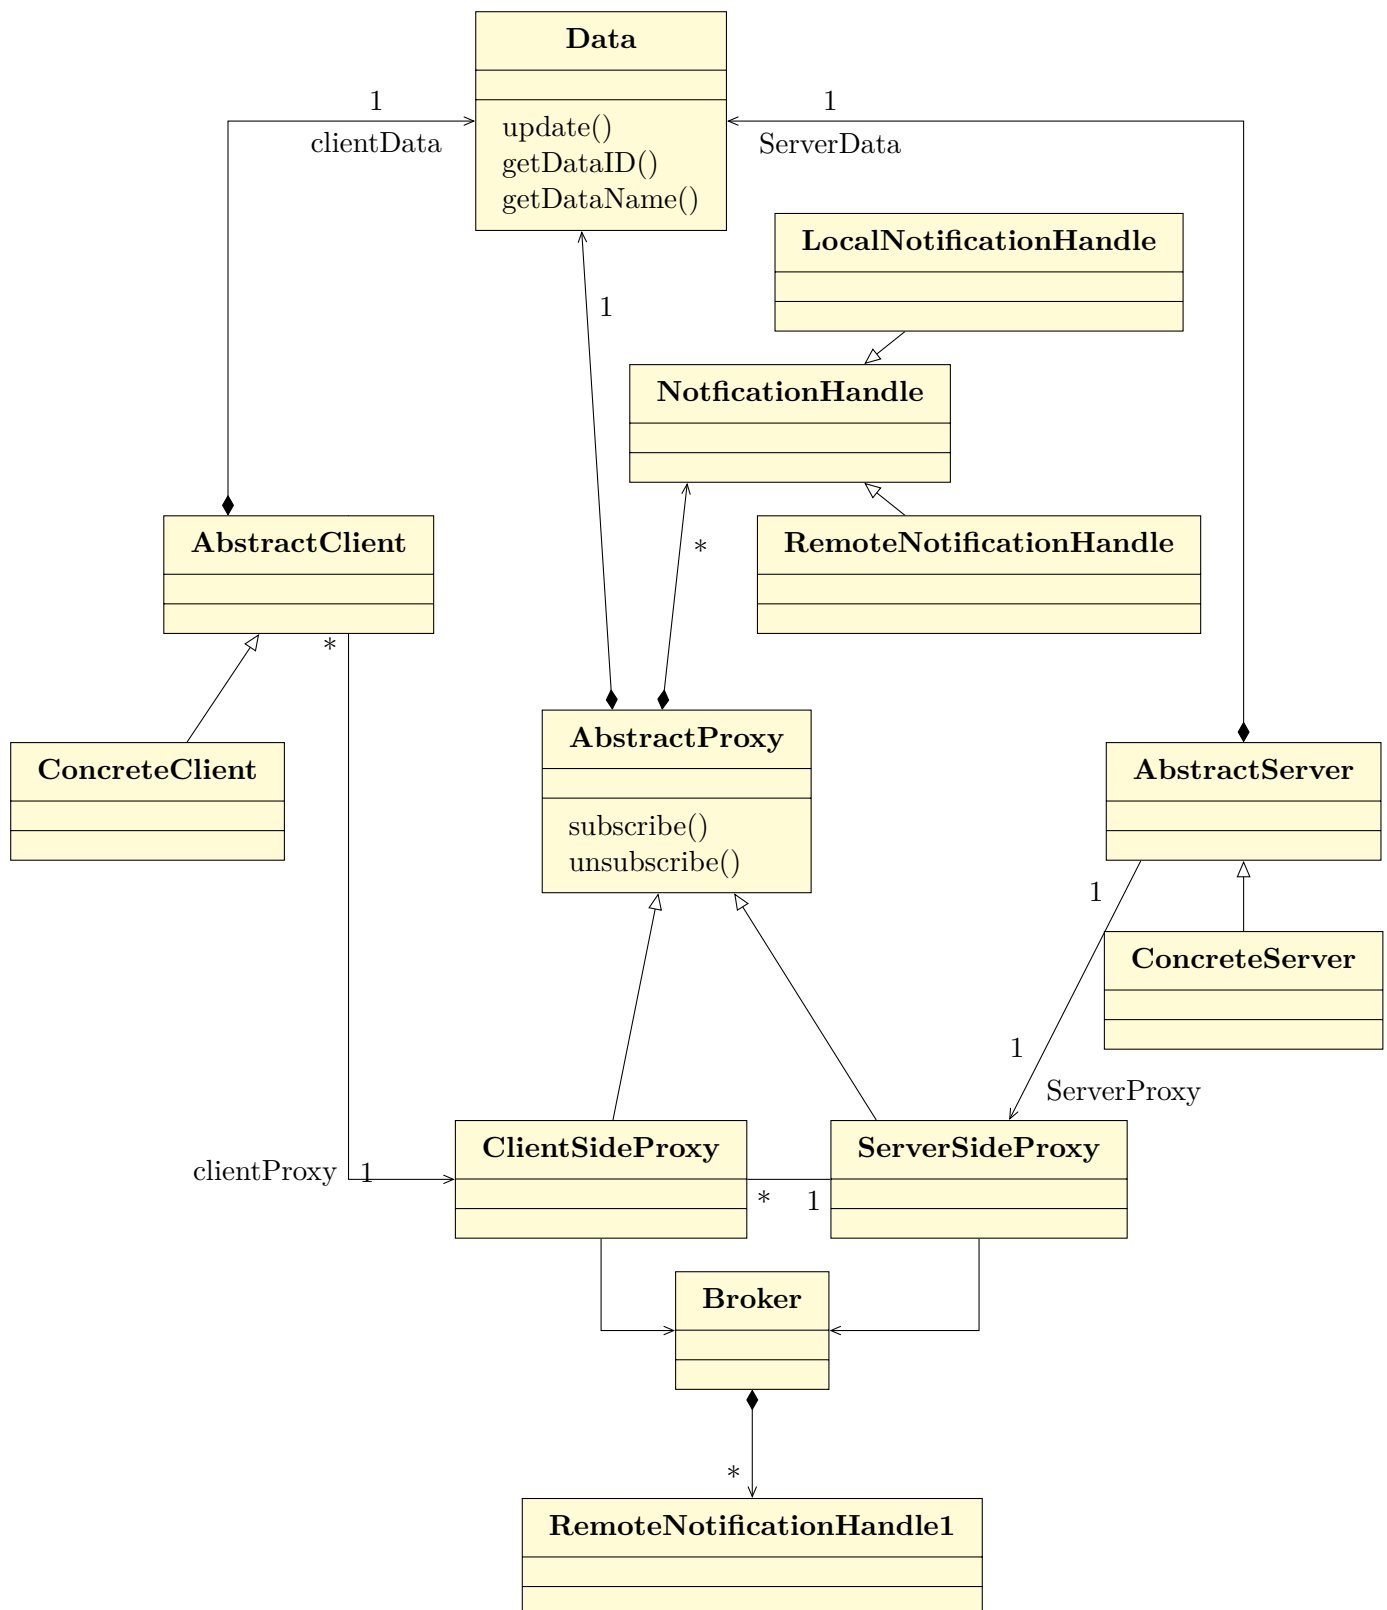 Data
1
1
clientData
update()
ServerData
getDataID()
getDataName()
LocalNotificationHandle
1
NotficationHandle
AbstractClient
*
RemoteNotificationHandle
*
AbstractProxy
ConcreteClient
AbstractServer
subscribe()
unsubscribe()
1
ConcreteServer
1
ServerProxy
ClientSideProxy
ServerSideProxy
clientProxy 1
* 1
Broker
*
RemoteNotificationHandle1